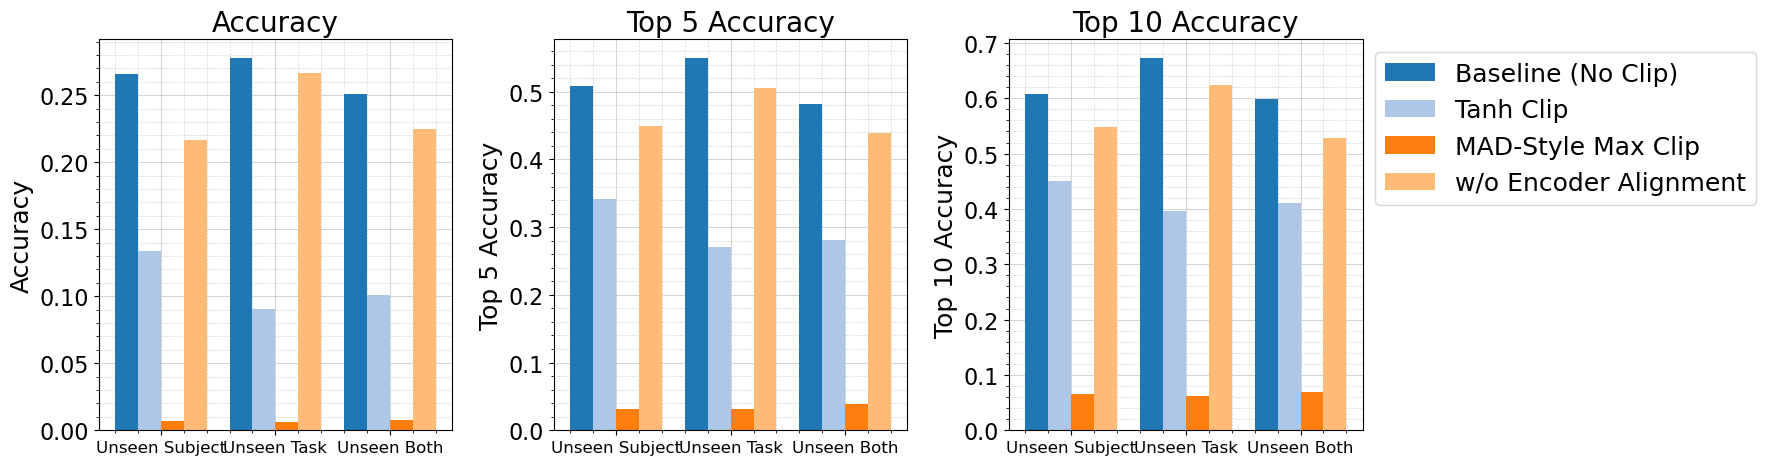 Accuracy
Accuracy
0.25
0.20
0.15
0.10
0.05
0.00
Unseen Subject
Unseen Task
Unseen Both
Top 5 Accuracy
Top 5 Accuracy
0.5
0.4
0.3
0.2
0.1
0.0
Unseen Subject
Unseen Task
Unseen Both
Top 10 Accuracy
Top 10 Accuracy
0.7
0.6
0.5
0.4
0.3
0.2
0.1
0.0
Unseen Subject
Unseen Task
Unseen Both
Baseline (No Clip)
Tanh Clip
MAD-Style Max Clip
w/o Encoder Alignment